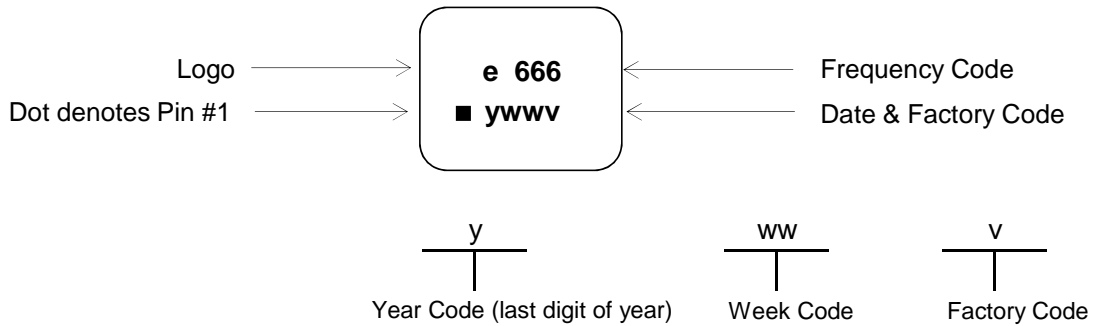 Logo
e 666
Frequency Code
Dot denotes Pin #1
■ ywwv
Date & Factory Code
y
ww
v
Year Code (last digit of year)
Week Code
Factory Code